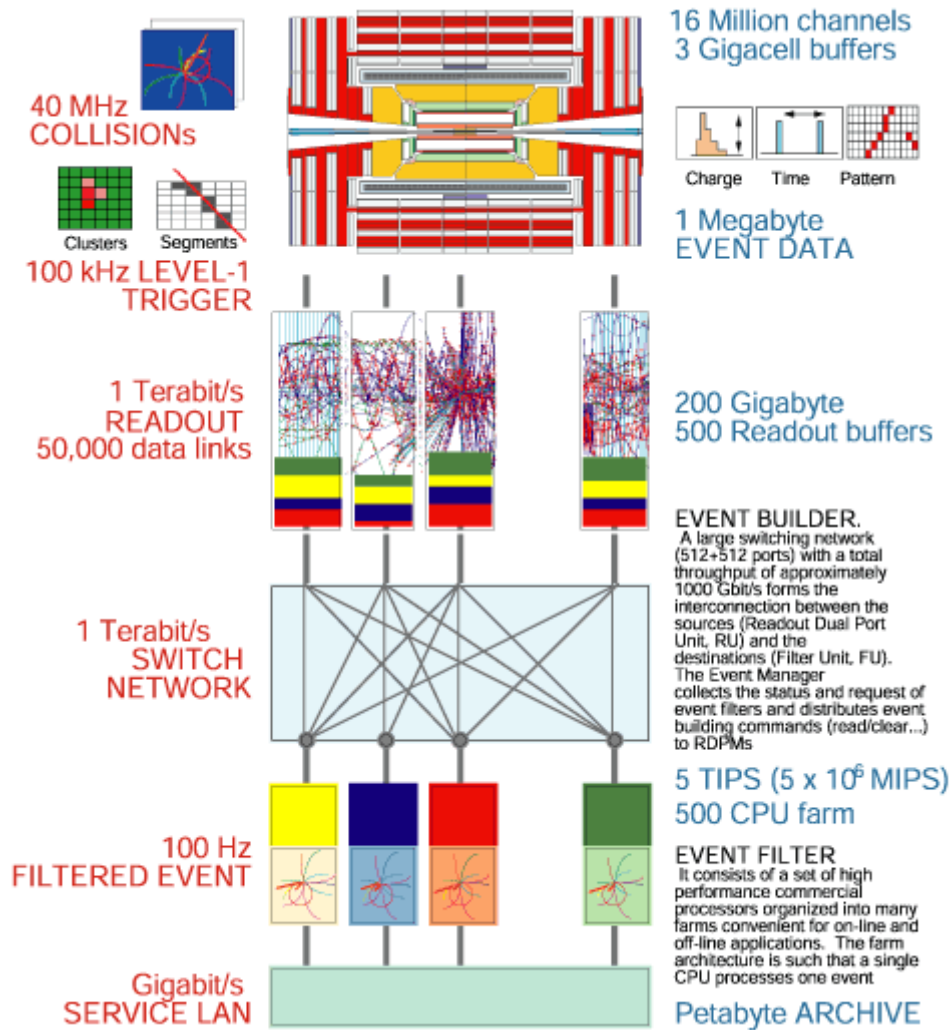 16 Million channels
3 Gigacell buffers
40 MHz
COLLISIONs
Charge Time Pattern
Clusters Segments
1 Megabyte
EVENT DATA
100 kHz LEVEL-1
TRIGGER
1 Terabit/s
READOUT
50,000 data links
200 Gigabyte
500 Readout buffers
EVENT BUILDER.
A large switching network
(512+512 ports) with a total
throughput of approximately
1000 Gbit/s forms the
interconnection between the
sources (Readout Dual Port
Unit, RU) and the
destinations (Filter Unit, FU).
The Event Manager
collects the status and request of
event filters and distributes event
building commands (read/clear...)
to RDPMs
1 Terabit/s
SWITCH
NETWORK
5 TIPS (5 x 10⁶ MIPS)
500 CPU farm
100 Hz
FILTERED EVENT
EVENT FILTER
It consists of a set of high
performance commercial
processors organized into many
farms convenient for on-line and
off-line applications. The farm
architecture is such that a single
CPU processes one event
Gigabit/s
SERVICE LAN
Petabyte ARCHIVE